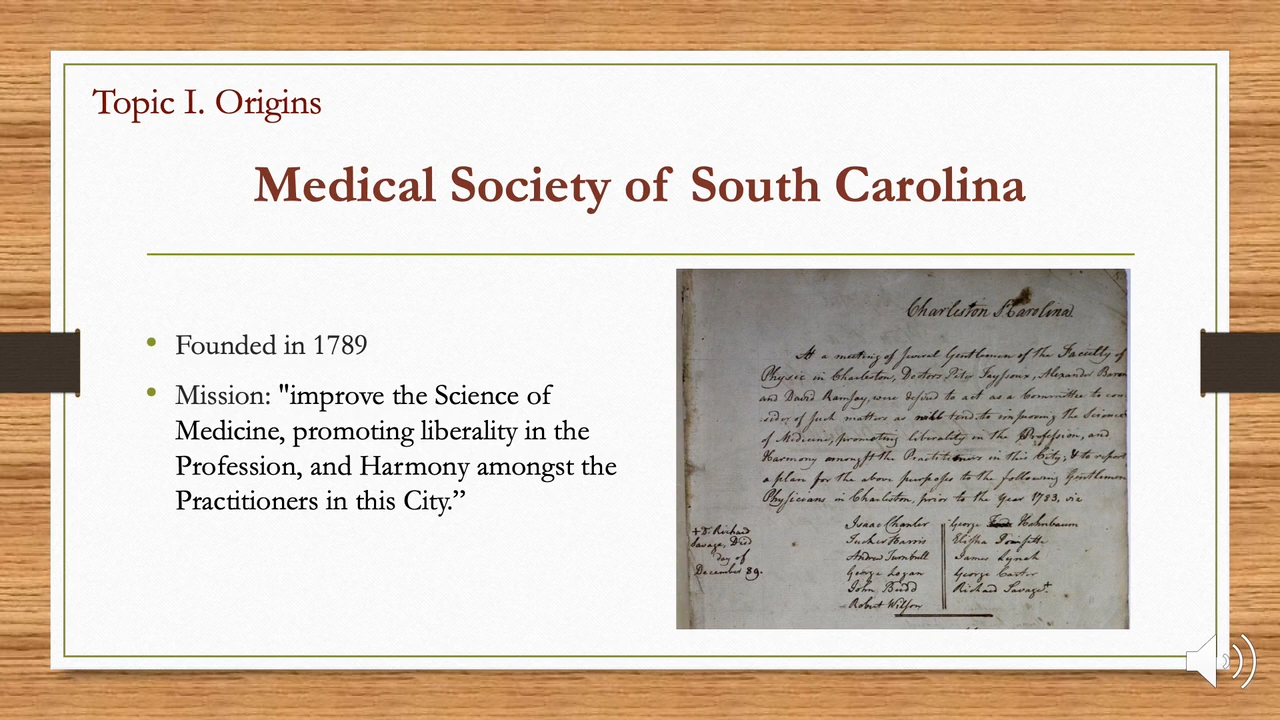 Topic I. Origins
Medical Society of South Carolina
• Founded in 1789
• Mission: "improve the Science of
Medicine, promoting liberality in the
Profession, and Harmony amongst the
Practitioners in this City.”
Charleston S Carolina
At a meeting of several Gentlemen of the Faculty of
Physic in Charleston, Doctors Peter Fayssoux, Alexander Baron
and David Ramsay, were desired to act as a Committee to con
sider of such matters as will tend to improving the Science
of Medicine, promoting liberality in the Profession, and
Harmony amongst the Practitioners in this City; & to report
a plan for the above purposes to the following Gentlemen
Physicians in Charleston, prior to the Year 1783, viz
Isaac Chanler George Hahnbaum
Tucker Harris Elisha Poinsette
Andrew Turnbull James Lynah
George Logan George Carter
John Budd Richard Savage+
Robert Wilson
+Dr. Richard
Savage, Died
day of
December 89.